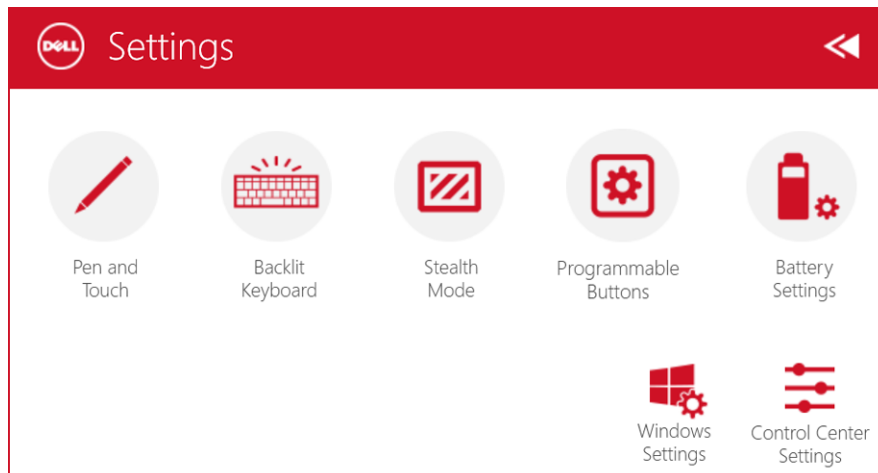 DELL Settings
Pen and
Touch
Backlit
Keyboard
Stealth
Mode
Programmable
Buttons
Battery
Settings
Windows
Settings
Control Center
Settings